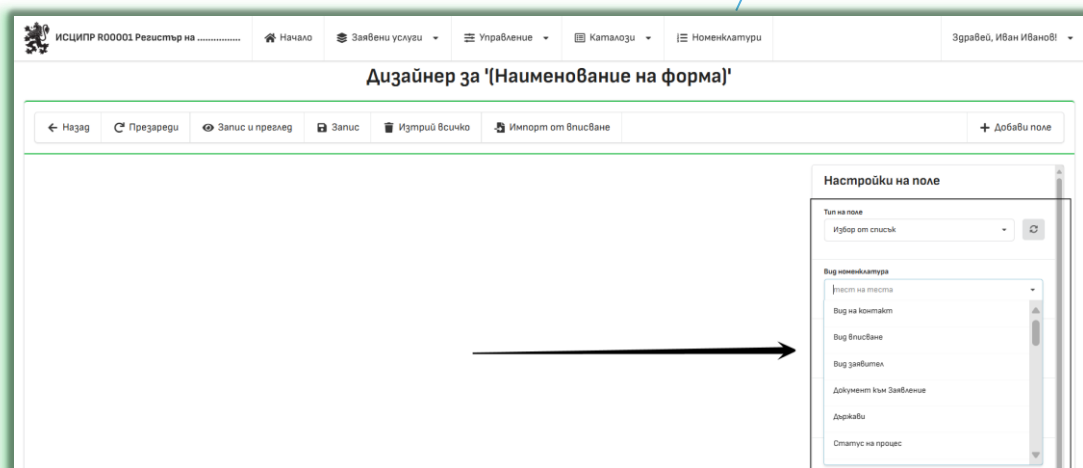 ИСЦИПР R00001 Регистър на ................ Начало Заявени услуги Управление Каталози Номенклатури Здравей, Иван Иванов!
Дизайнер за '(Наименование на форма)'
Назад Презареди Запис и преглед Запис Изтрий всичко Импорт от вписване Добави поле
Настройки на поле
Тип на поле
Избор от списък
Вид номенклатура
тест на теста
Вид на контакт
Вид вписване
Вид заявител
Документ към Заявление
Държави
Статус на процес